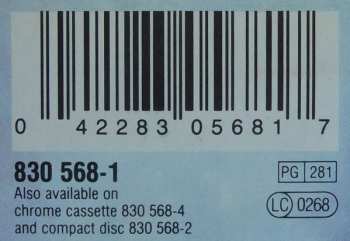 0 42283 05681 7
830 568-1 PG 281
Also available on
chrome cassette 830 568-4 LC 0268
and compact disc 830 568-2